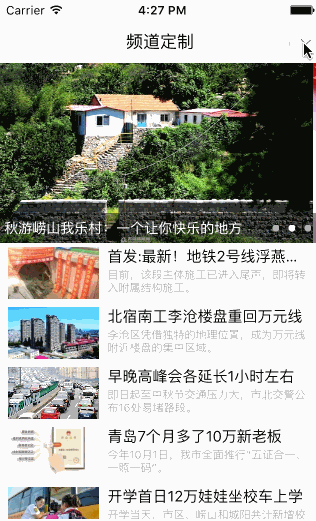 Carrier 4:27 PM
频道定制
秋游崂山我乐村：一个让你快乐的地方
首发:最新！地铁2号线浮燕...
目前，该段主体施工已进入尾声，即将转
入附属结构施工。
北宿南工李沧楼盘重回万元线
李沧区凭借独特的地理位置，成为万元线
附近楼盘的集中区域。
早晚高峰会各延长1小时左右
即日起至中秋节交通压力大，市北交警公
布16处易堵路段。
青岛7个月多了10万新老板
今年10月1日，我市全面推行“五证合一、
一照一码”。
开学首日12万娃娃坐校车上学
开学当天，市区、崂山和城阳共计新增校